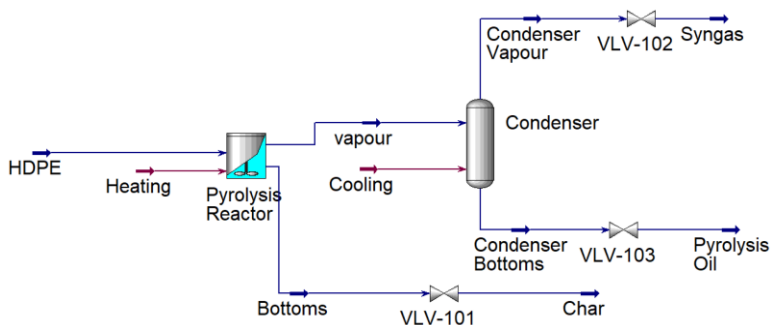 Condenser
Vapour
VLV-102
Syngas
HDPE
Heating
Pyrolysis
Reactor
vapour
Cooling
Condenser
Condenser
Bottoms
VLV-103
Pyrolysis
Oil
Bottoms
VLV-101
Char